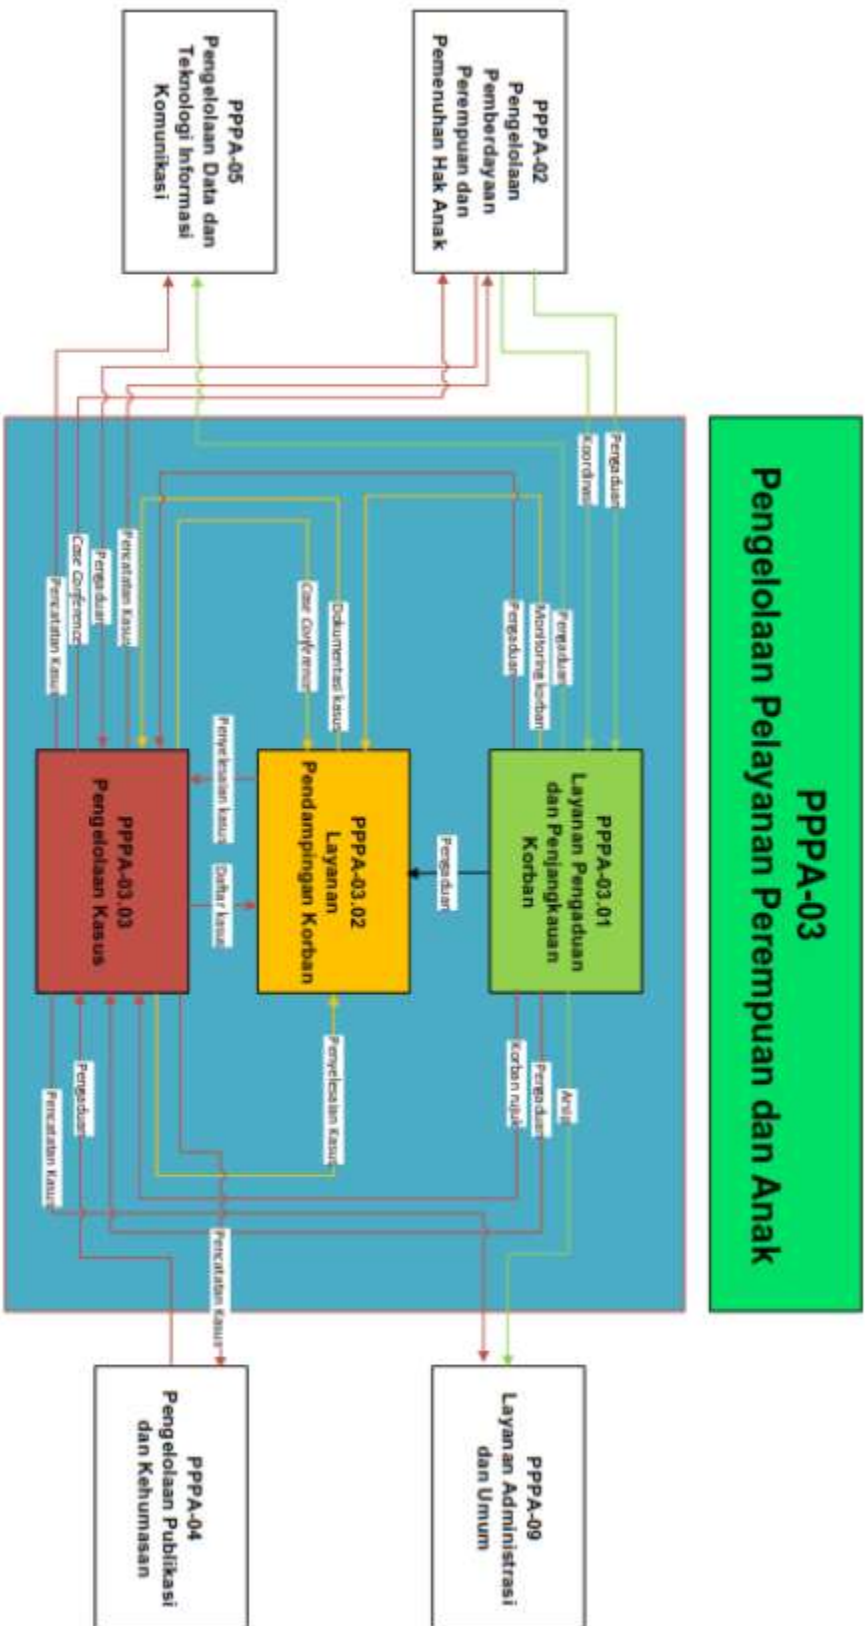 PPPA-03
Pengelolaan Pelayanan Perempuan dan Anak
PPPA-02
Pengelolaan
Pemberdayaan
Perempuan dan
Pemenuhan Hak Anak
PPPA-05
Pengelolaan Data dan
Teknologi Informasi
Komunikasi
Pengaduan
Koordinasi
Pengaduan
Monitoring korban
Pengaduan
Dokumentasi kasus
Case Conference
Pencatatan Kasus
Pengaduan
Case Conference
Pencatatan Kasus
PPPA-03.01
Layanan Pengaduan
dan Penjangkauan
Korban
Pengaduan
PPPA-03.02
Layanan
Pendampingan Korban
Penyelesaian kasus
Daftar kasus
PPPA-03.03
Pengelolaan Kasus
Arsip
Pengaduan
Korban rujuk
Penyelesaian Kasus
Pengaduan
Pencatatan Kasus
Pencatatan Kasus
PPPA-09
Layanan Administrasi
dan Umum
PPPA-04
Pengelolaan Publikasi
dan Kehumasan